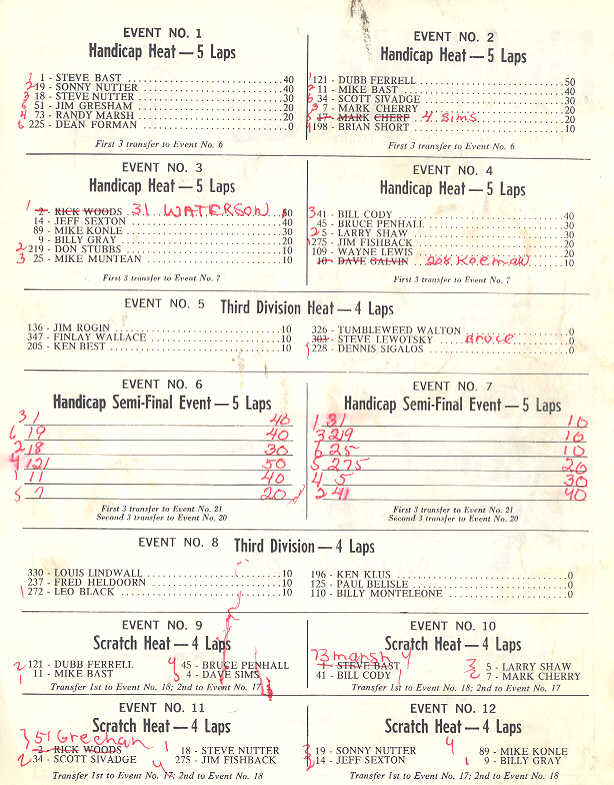 EVENT NO. 1
Handicap Heat — 5 Laps
1 1 - STEVE BAST 40
2 19 - SONNY NUTTER 40
3 18 - STEVE NUTTER 30
5 51 - JIM GRESHAM 20
4 73 - RANDY MARSH 20
6 225 - DEAN FORMAN 0
First 3 transfer to Event No. 6
EVENT NO. 2
Handicap Heat — 5 Laps
1 121 - DUBB FERRELL 50
2 11 - MIKE BAST 40
6 34 - SCOTT SIVADGE 30
3 7 - MARK CHERRY 20
5 17 - MARK CHERF 4 Sims 20
4 198 - BRIAN SHORT 10
First 3 transfer to Event No. 6
EVENT NO. 3
Handicap Heat — 5 Laps
1 2 - RICK WOODS 31 WATERSON
14 - JEFF SEXTON 40
89 - MIKE KONLE 30
9 - BILLY GRAY 20
2 219 - DON STUBBS 10
3 25 - MIKE MUNTEAN 10
First 3 transfer to Event No. 7
EVENT NO. 4
Handicap Heat — 5 Laps
3 41 - BILL CODY 40
45 - BRUCE PENHALL 30
2 5 - LARRY SHAW 30
1 275 - JIM FISHBACK 20
109 - WAYNE LEWIS 20
10 - DAVE GALVIN 208 Koeman 10
First 3 transfer to Event No. 7
EVENT NO. 5 Third Division Heat — 4 Laps
136 - JIM ROGIN 10
347 - FINLAY WALLACE 10
205 - KEN BEST 10
326 - TUMBLEWEED WALTON 0
303 - STEVE LEWOTSKY Bruce 0
1 228 - DENNIS SIGALOS 0
EVENT NO. 6
Handicap Semi-Final Event — 5 Laps
3 1 40
6 19 40
2 18 30
4 121 50
1 11 40
5 7 20
First 3 transfer to Event No. 21
Second 3 transfer to Event No. 20
EVENT NO. 7
Handicap Semi-Final Event — 5 Laps
1 31 10
3 219 10
6 25 10
5 275 20
4 5 30
2 41 40
First 3 transfer to Event No. 21
Second 3 transfer to Event No. 20
EVENT NO. 8 Third Division — 4 Laps
330 - LOUIS LINDWALL 10
237 - FRED HELDOORN 10
1 272 - LEO BLACK 10
196 - KEN KLUS 0
125 - PAUL BELISLE 0
110 - BILLY MONTELEONE 0
EVENT NO. 9
Scratch Heat — 4 Laps
2 121 - DUBB FERRELL 45 - BRUCE PENHALL
1 11 - MIKE BAST 4 - DAVE SIMS
Transfer 1st to Event No. 18; 2nd to Event No. 17
EVENT NO. 10
Scratch Heat — 4 Laps
73 marsh 4
1 - STEVE BAST 3 5 - LARRY SHAW
41 - BILL CODY 1 2 7 - MARK CHERRY
Transfer 1st to Event No. 18; 2nd to Event No. 17
EVENT NO. 11
Scratch Heat — 4 Laps
3 51 Grechan
2 - RICK WOODS 1 18 - STEVE NUTTER
2 34 - SCOTT SIVADGE 4 275 - JIM FISHBACK
Transfer 1st to Event No. 17; 2nd to Event No. 18
EVENT NO. 12
Scratch Heat — 4 Laps
3 19 - SONNY NUTTER 4 89 - MIKE KONLE
2 14 - JEFF SEXTON 1 9 - BILLY GRAY
Transfer 1st to Event No. 17; 2nd to Event No. 18